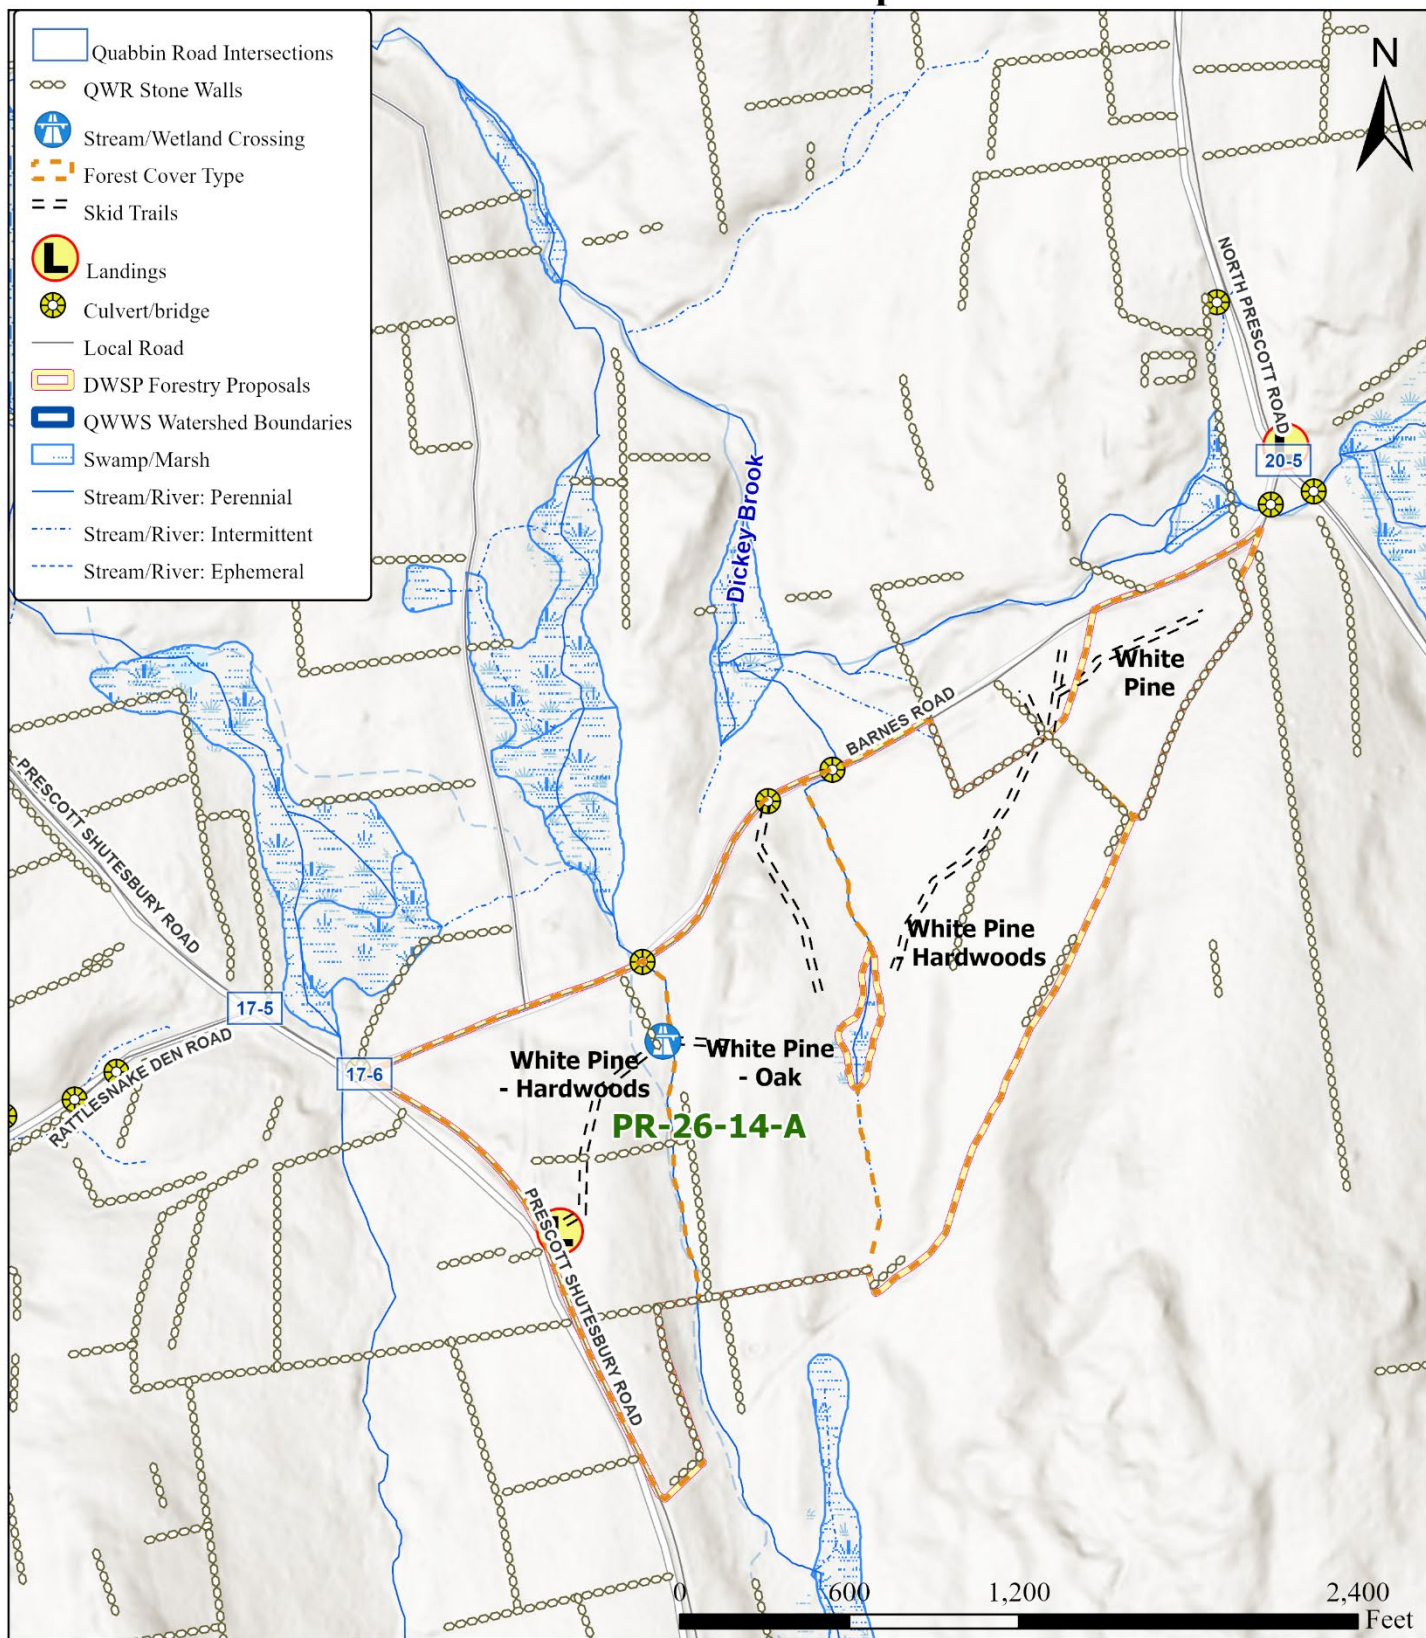 Quabbin Road Intersections
QWR Stone Walls
Stream/Wetland Crossing
Forest Cover Type
Skid Trails
L
Landings
Culvert/bridge
Local Road
DWSP Forestry Proposals
QWWS Watershed Boundaries
Swamp/Marsh
Stream/River: Perennial
Stream/River: Intermittent
Stream/River: Ephemeral
N
NORTH PRESCOTT ROAD
20-5
Dickey Brook
White
Pine
BARNES ROAD
PRESCOTT SHUTESBURY ROAD
White Pine
Hardwoods
17-5
RATTLESNAKE DEN ROAD
17-6
White Pine
- Hardwoods
White Pine
- Oak
PR-26-14-A
PRESCOTT SHUTESBURY ROAD
0 600 1,200 2,400
Feet